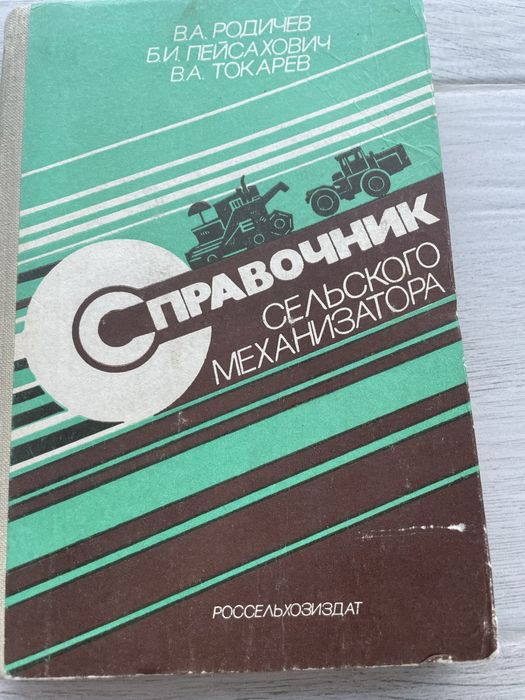 В.А. РОДИЧЕВ
Б.И. ПЕЙСАХОВИЧ
В.А. ТОКАРЕВ
СПРАВОЧНИК
СЕЛЬСКОГО
МЕХАНИЗАТОРА
РОССЕЛЬХОЗИЗДАТ